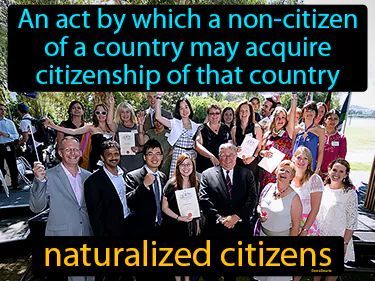 An act by which a non-citizen
of a country may acquire
citizenship of that country
naturalized citizens